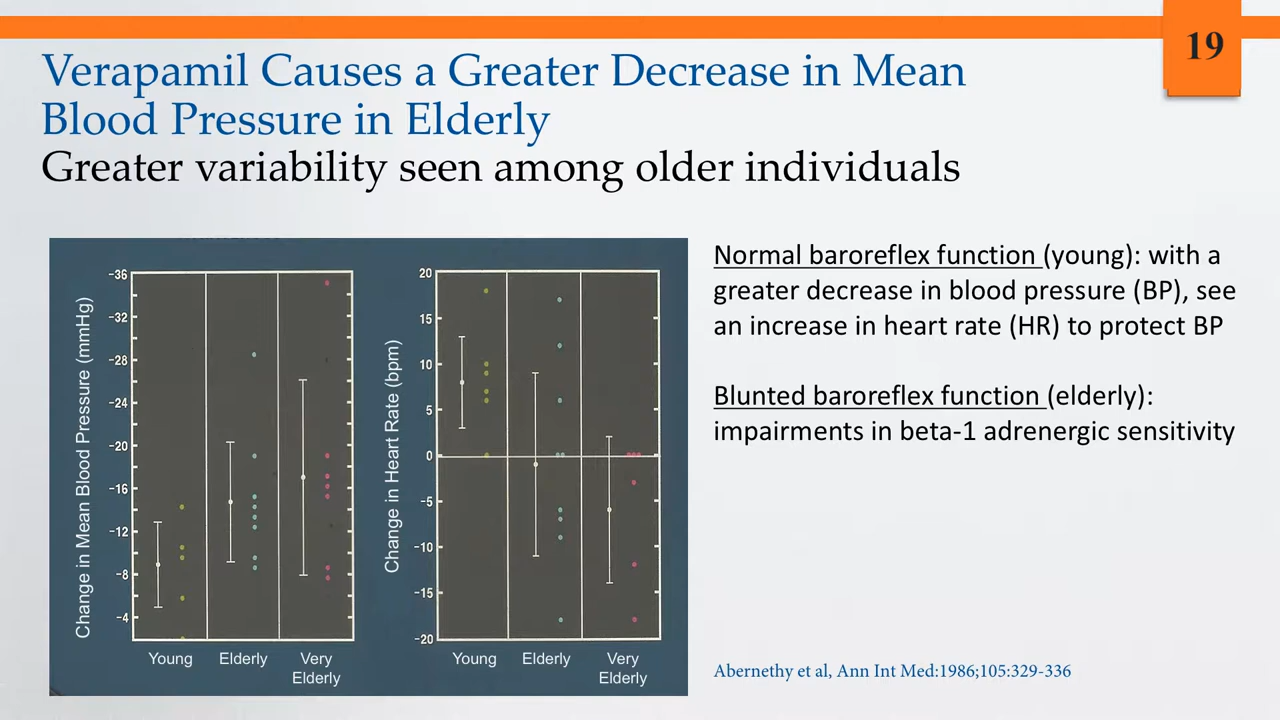 19
Verapamil Causes a Greater Decrease in Mean
Blood Pressure in Elderly
Greater variability seen among older individuals
Change in Mean Blood Pressure (mmHg)
-36
-32
-28
-24
-20
-16
-12
-8
-4
Young
Elderly
Very
Elderly
Change in Heart Rate (bpm)
20
15
10
5
0
-5
-10
-15
-20
Young
Elderly
Very
Elderly
Normal baroreflex function (young): with a
greater decrease in blood pressure (BP), see
an increase in heart rate (HR) to protect BP
Blunted baroreflex function (elderly):
impairments in beta-1 adrenergic sensitivity
Abernethy et al, Ann Int Med:1986;105:329-336